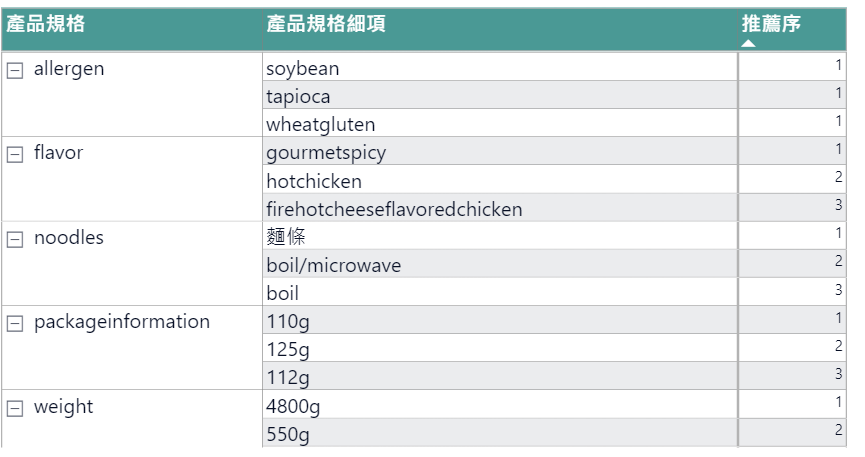 產品規格 產品規格細項 推薦序
allergen soybean 1
tapioca 1
wheatgluten 1
flavor gourmetspicy 1
hotchicken 2
firehotcheeseflavoredchicken 3
noodles 麵條 1
boil/microwave 2
boil 3
packageinformation 110g 1
125g 2
112g 3
weight 4800g 1
550g 2